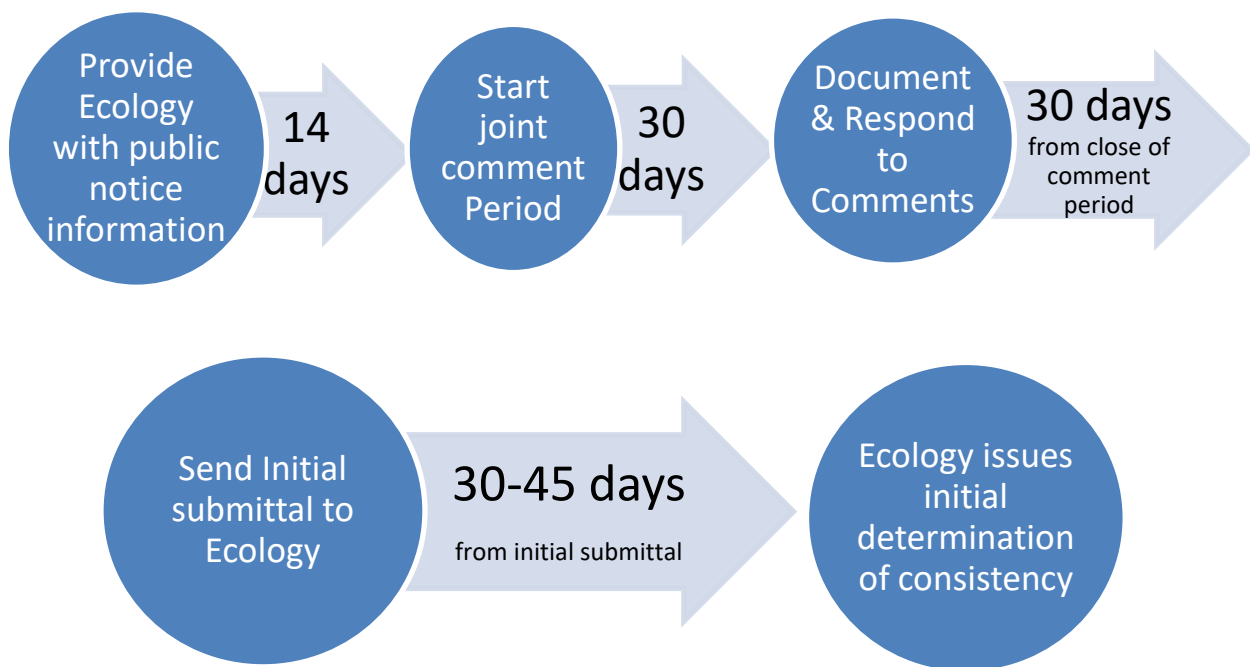 Provide
Ecology
with public
notice
information
14
days
Start
joint
comment
Period
30
days
Document
& Respond
to
Comments
30 days
from close of
comment
period
Send Initial
submittal to
Ecology
30-45 days
from initial submittal
Ecology issues
initial
determination
of consistency